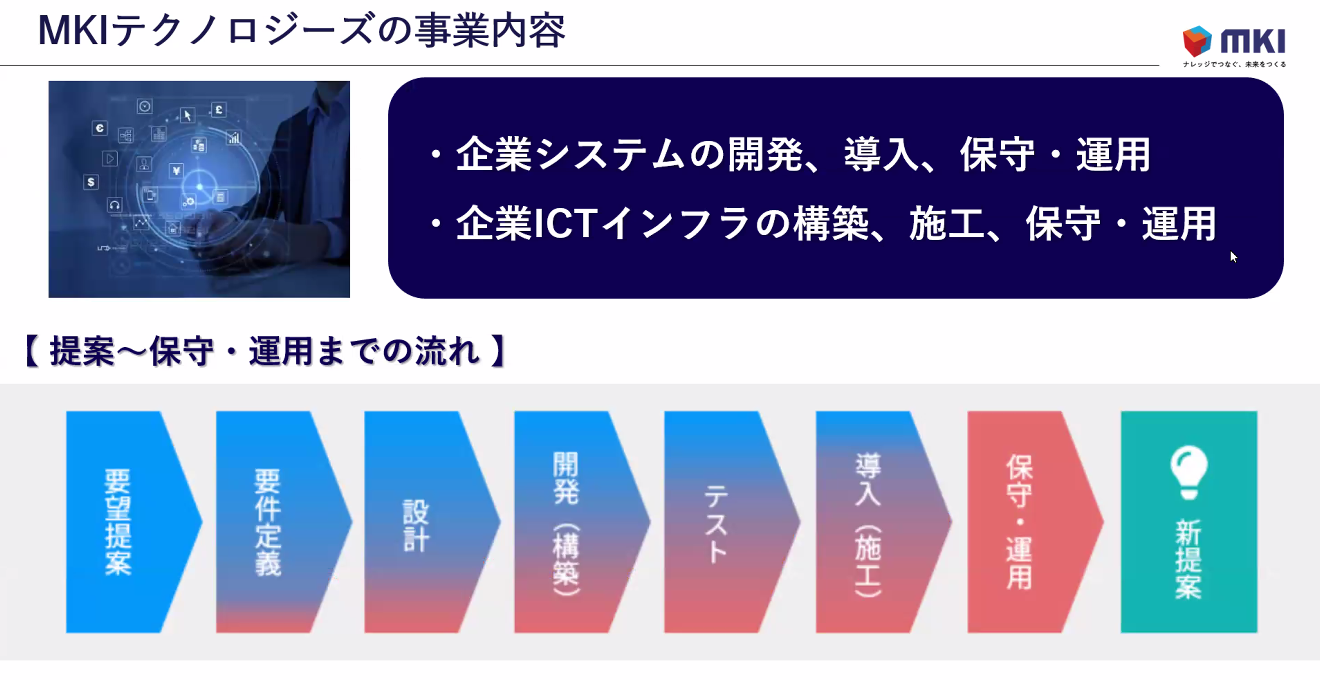 MKIテクノロジーズの事業内容
MKI
ナレッジでつなぐ、未来をつくる
・企業システムの開発、導入、保守・運用
・企業ICTインフラの構築、施工、保守・運用
【 提案～保守・運用までの流れ 】
要望提案
要件定義
設計
開発（構築）
テスト
導入（施工）
保守・運用
新提案